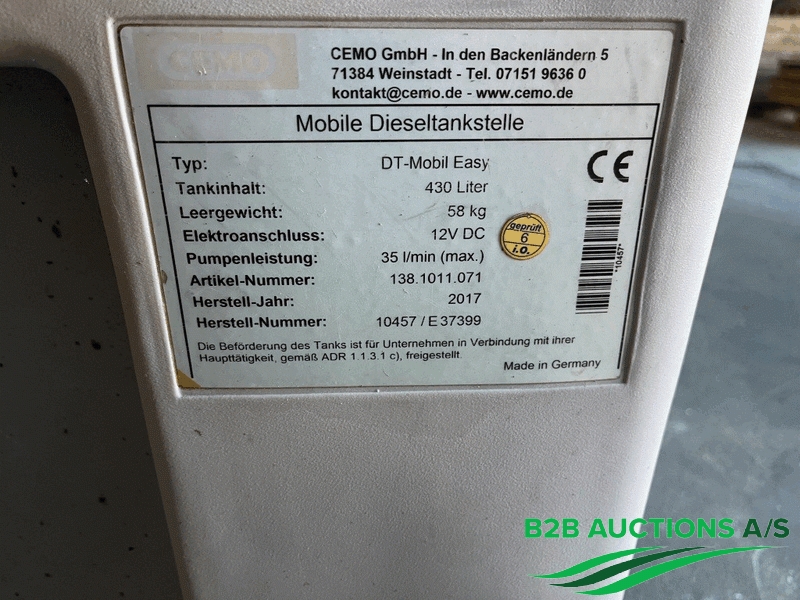 CEMO
CEMO GmbH - In den Backenländern 5
71384 Weinstadt - Tel. 07151 9636 0
kontakt@cemo.de - www.cemo.de
Mobile Dieseltankstelle
Typ: DT-Mobil Easy
Tankinhalt: 430 Liter
Leergewicht: 58 kg
Elektroanschluss: 12V DC
Pumpenleistung: 35 l/min (max.)
Artikel-Nummer: 138.1011.071
Herstell-Jahr: 2017
Herstell-Nummer: 10457 / E 37399
CE
geprüft
6
i.O.
*10457*
Die Beförderung des Tanks ist für Unternehmen in Verbindung mit ihrer
Haupttätigkeit, gemäß ADR 1.1.3.1 c), freigestellt.
Made in Germany
B2B AUCTIONS A/S